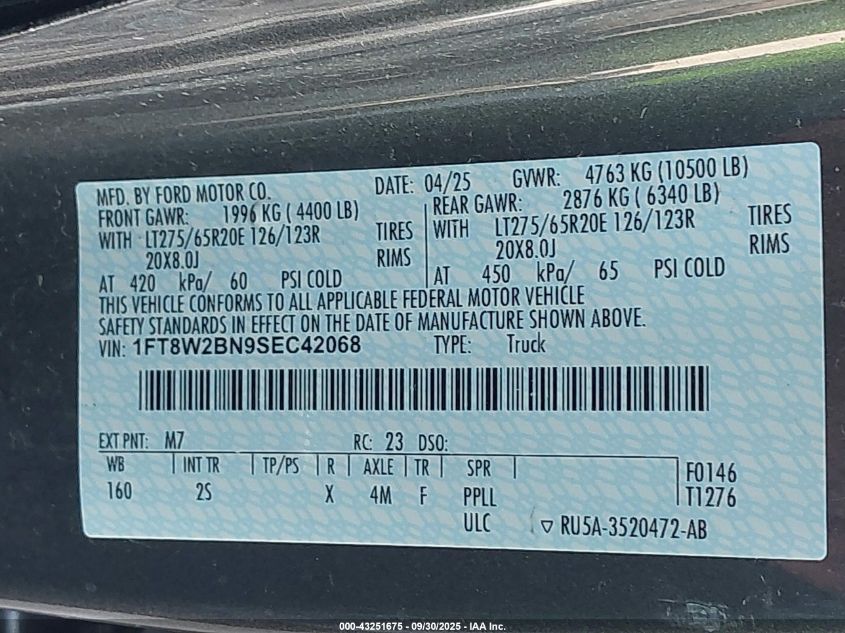 MFD. BY FORD MOTOR CO. DATE: 04/25 GVWR: 4763 KG (10500 LB)
FRONT GAWR: 1996 KG ( 4400 LB) REAR GAWR: 2876 KG ( 6340 LB)
WITH LT275/65R20E 126/123R TIRES WITH LT275/65R20E 126/123R TIRES
20X8.0J RIMS 20X8.0J RIMS
AT 420 kPa/ 60 PSI COLD AT 450 kPa/ 65 PSI COLD
THIS VEHICLE CONFORMS TO ALL APPLICABLE FEDERAL MOTOR VEHICLE
SAFETY STANDARDS IN EFFECT ON THE DATE OF MANUFACTURE SHOWN ABOVE.
VIN: 1FT8W2BN9SEC42068 TYPE: Truck
EXT PNT: M7 RC: 23 DSO:
WB INT TR TP/PS R AXLE TR SPR F0146
160 2S X 4M F PPLL T1276
ULC RU5A-3520472-AB
000-43251675 - 09/30/2025 - IAA Inc.